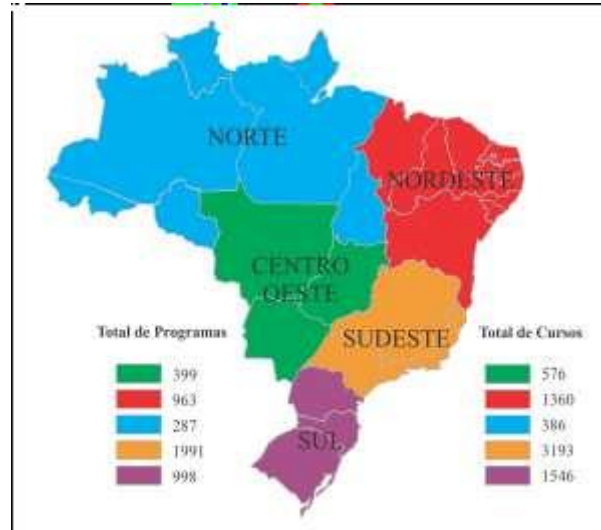 NORTE
NORDESTE
CENTRO
OESTE
SUDESTE
SUL
Total de Programas
399
963
287
1991
998
Total de Cursos
576
1360
386
3193
1546